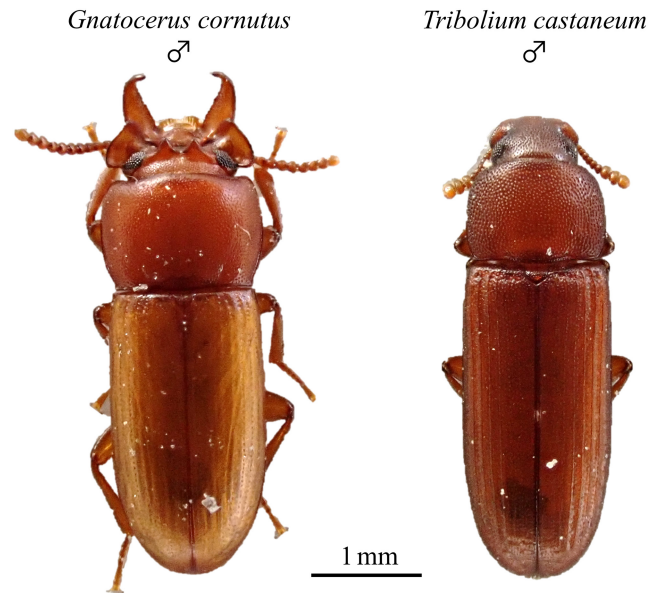 Gnatocerus cornutus
♂
Tribolium castaneum
♂
1 mm